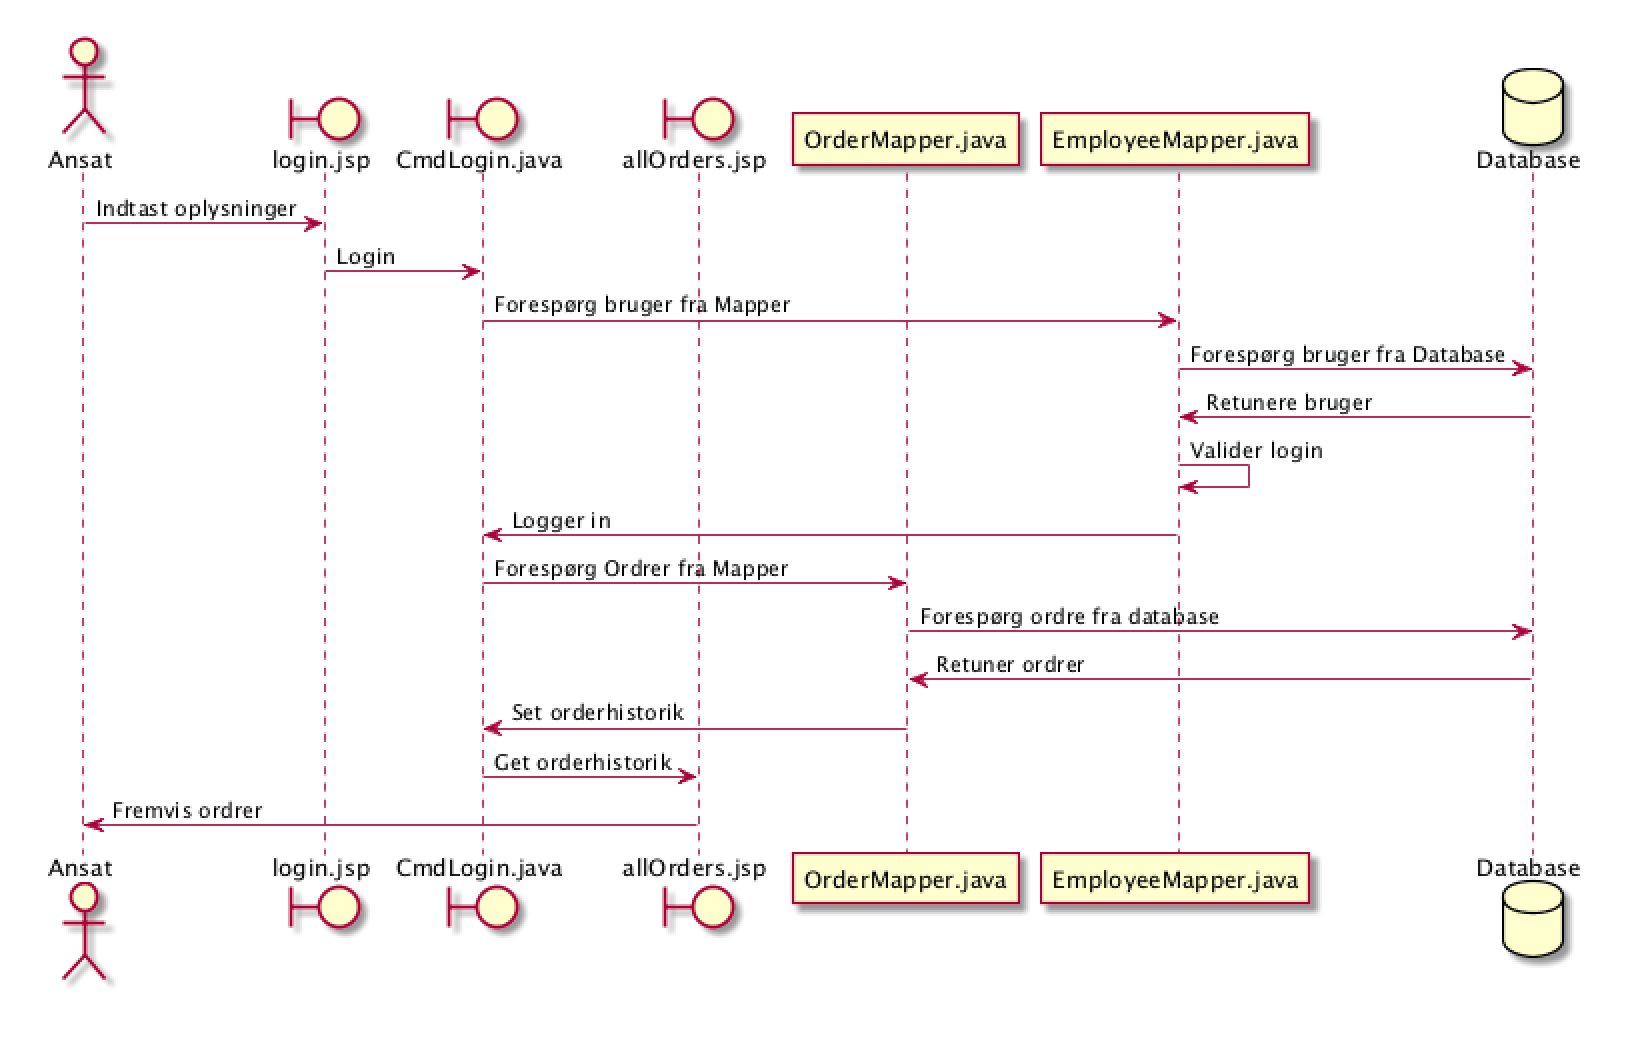 Ansat
login.jsp
CmdLogin.java
allOrders.jsp
OrderMapper.java
EmployeeMapper.java
Database
Indtast oplysninger
Login
Forespørg bruger fra Mapper
Forespørg bruger fra Database
Retunere bruger
Valider login
Logger in
Forespørg Ordrer fra Mapper
Forespørg ordre fra database
Retuner ordrer
Set orderhistorik
Get orderhistorik
Fremvis ordrer
Ansat
login.jsp
CmdLogin.java
allOrders.jsp
OrderMapper.java
EmployeeMapper.java
Database